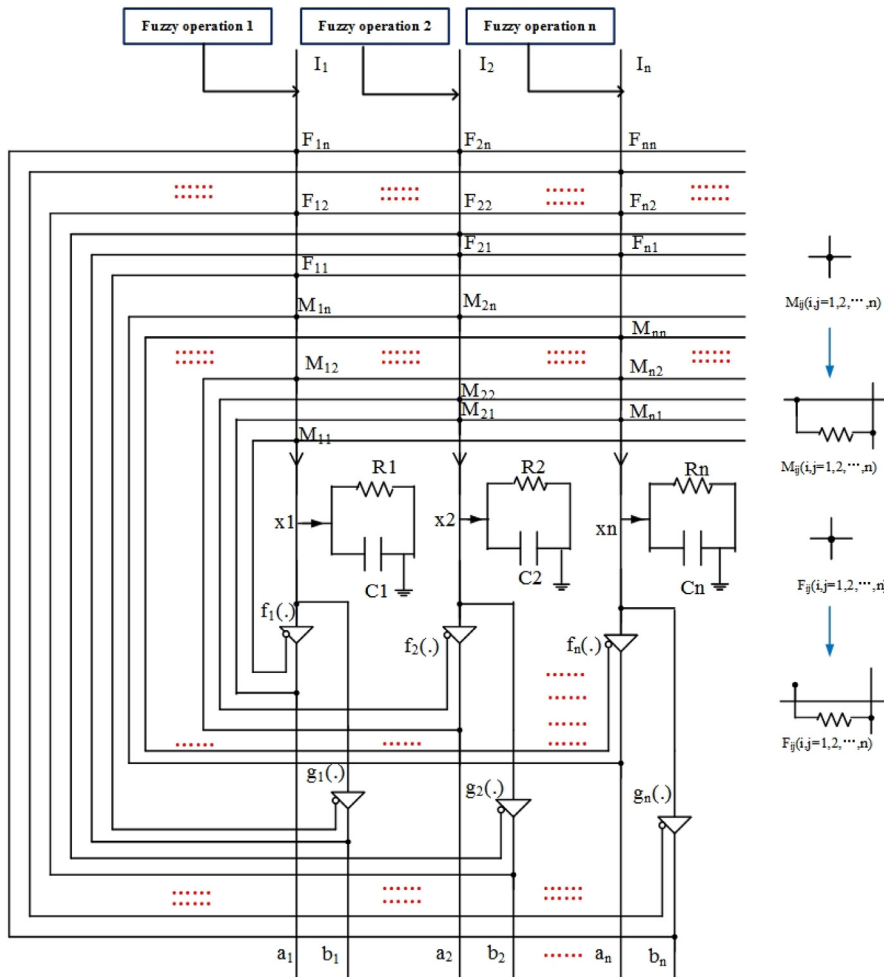 Fuzzy operation 1
Fuzzy operation 2
Fuzzy operation n
I₁
I₂
Iₙ
F₁ₙ
F₂ₙ
Fₙₙ
F₁₂
F₂₂
Fₙ₂
F₂₁
Fₙ₁
F₁₁
M₁ₙ
M₂ₙ
Mₙₙ
M₁₂
Mₙ₂
M₂₂
M₂₁
Mₙ₁
M₁₁
Mᵢⱼ(i,j=1,2,⋯,n)
Mᵢⱼ(i,j=1,2,⋯,n)
R1
R2
Rn
x1
x2
xn
C1
C2
Cn
Fᵢⱼ(i,j=1,2,⋯,n)
f₁(.)
f₂(.)
fₙ(.)
Fᵢⱼ(i,j=1,2,⋯,n)
g₁(.)
g₂(.)
gₙ(.)
a₁
b₁
a₂
b₂
aₙ
bₙ